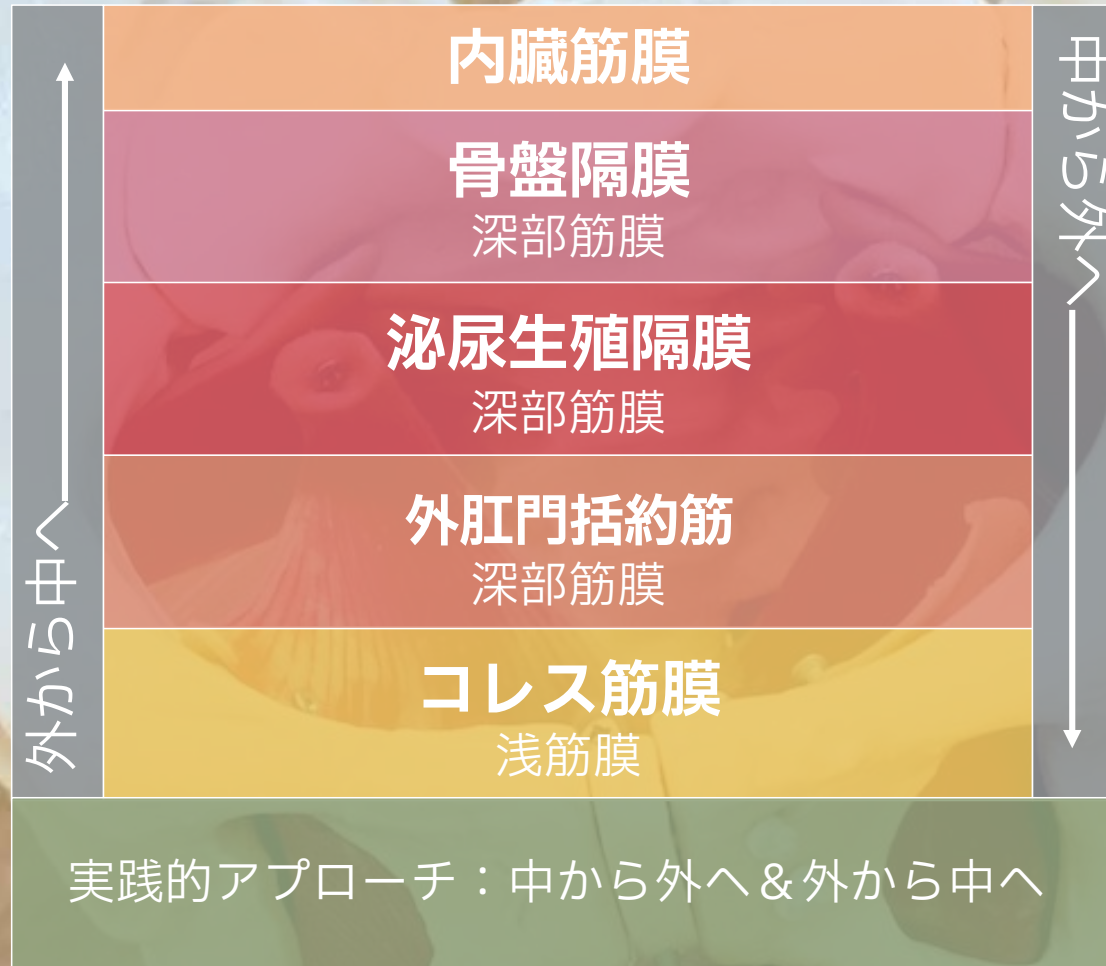 内臓筋膜
骨盤隔膜
深部筋膜
泌尿生殖隔膜
深部筋膜
外肛門括約筋
深部筋膜
コレス筋膜
浅筋膜
外から中へ
中から外へ
実践的アプローチ：中から外へ＆外から中へ